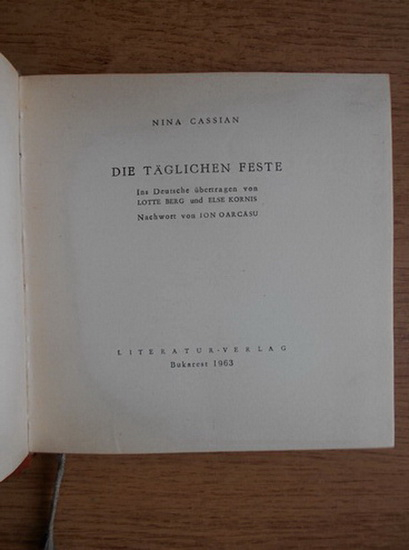 NINA CASSIAN
DIE TÄGLICHEN FESTE
Ins Deutsche übertragen von
LOTTE BERG und ELSE KORNIS
Nachwort von ION OARCĂSU
LITERATUR-VERLAG
Bukarest 1963